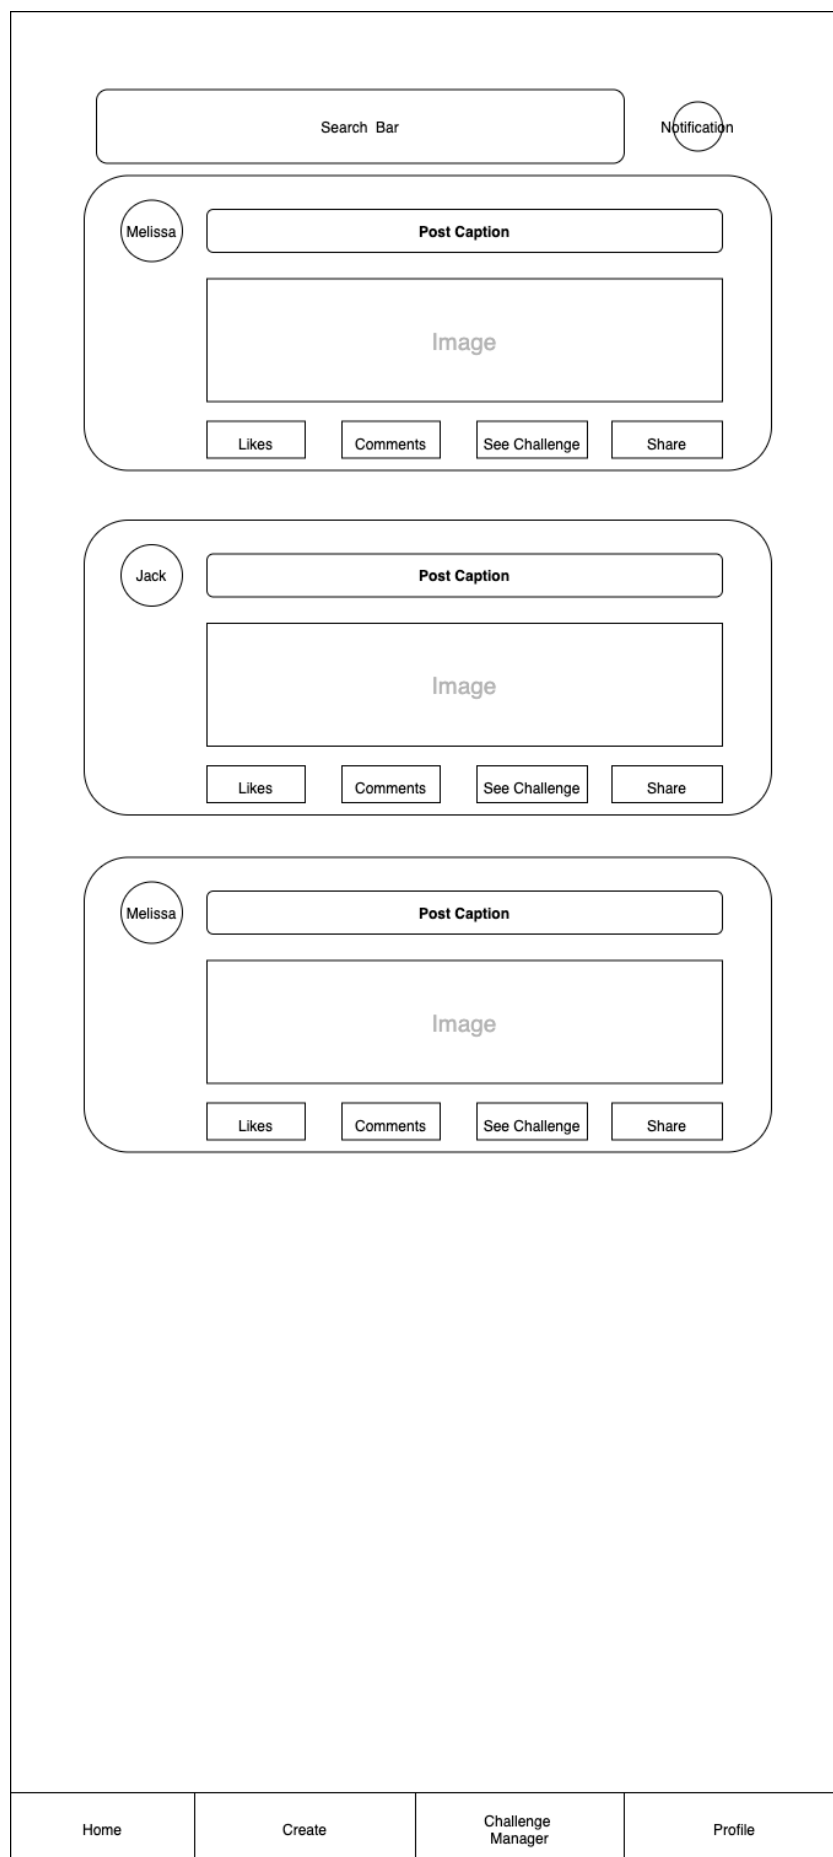 Search Bar
Notification
Melissa
Post Caption
Image
Likes
Comments
See Challenge
Share
Jack
Post Caption
Image
Likes
Comments
See Challenge
Share
Melissa
Post Caption
Image
Likes
Comments
See Challenge
Share
Home
Create
Challenge
Manager
Profile